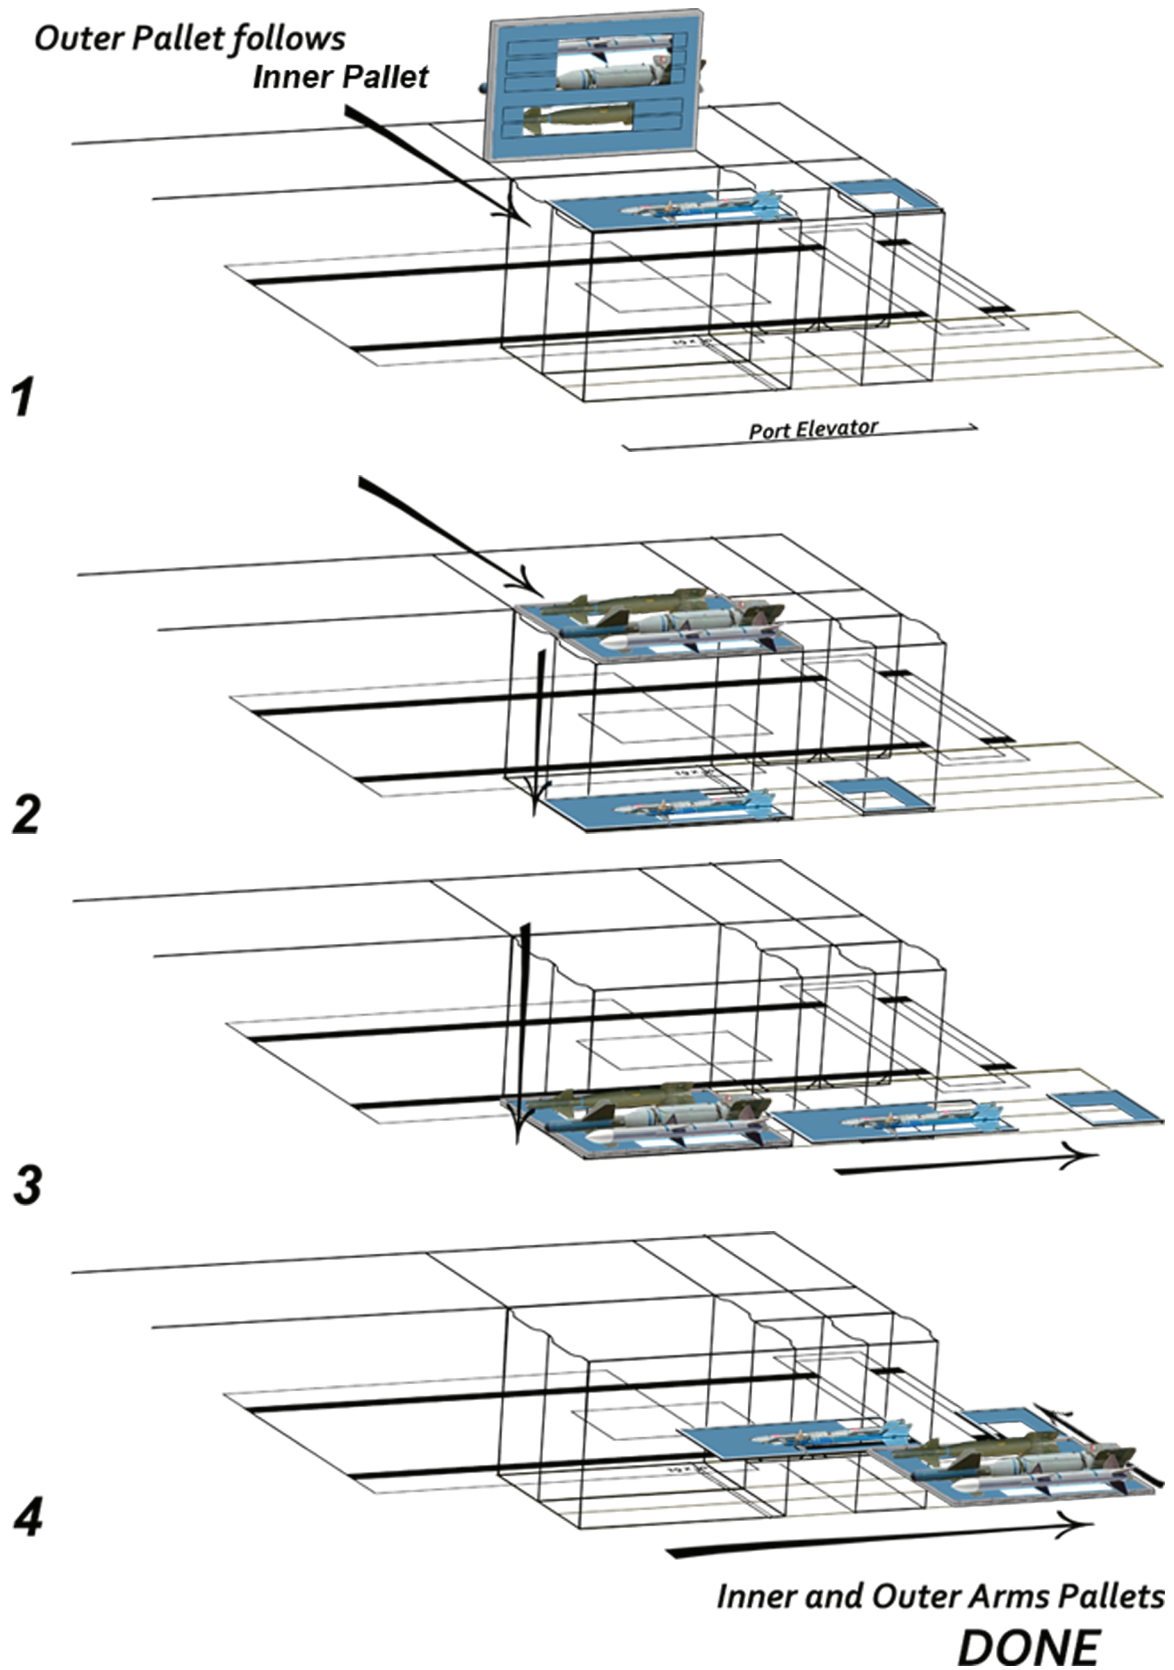 Outer Pallet follows
Inner Pallet
1
Port Elevator
2
3
4
Inner and Outer Arms Pallets
DONE